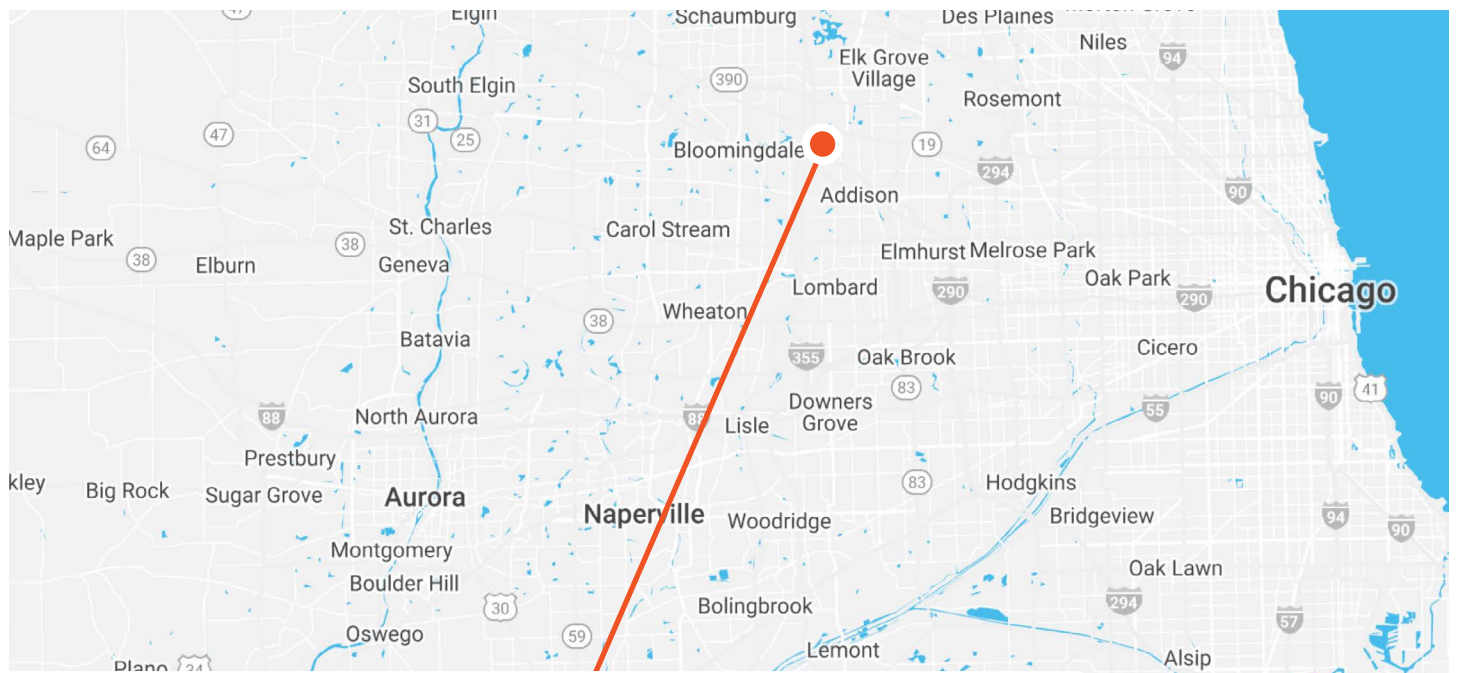 47
Elgin
Schaumburg
Des Plaines
Morton Grove
Niles
94
Elk Grove
Village
390
South Elgin
Rosemont
31
25
47
64
Bloomingdale
19
294
90
Addison
St. Charles
Carol Stream
Maple Park
38
38
Elburn
Geneva
Elmhurst
Melrose Park
Oak Park
290
290
Chicago
Lombard
Wheaton
38
Batavia
355
Oak Brook
Cicero
83
90
41
88
North Aurora
88
Lisle
Downers
Grove
55
Prestbury
kley
Big Rock
Sugar Grove
Aurora
83
Hodgkins
Naperville
Woodridge
Bridgeview
94
90
Montgomery
Boulder Hill
Oak Lawn
30
Bolingbrook
294
57
Oswego
59
Lemont
Alsip
Plano
34